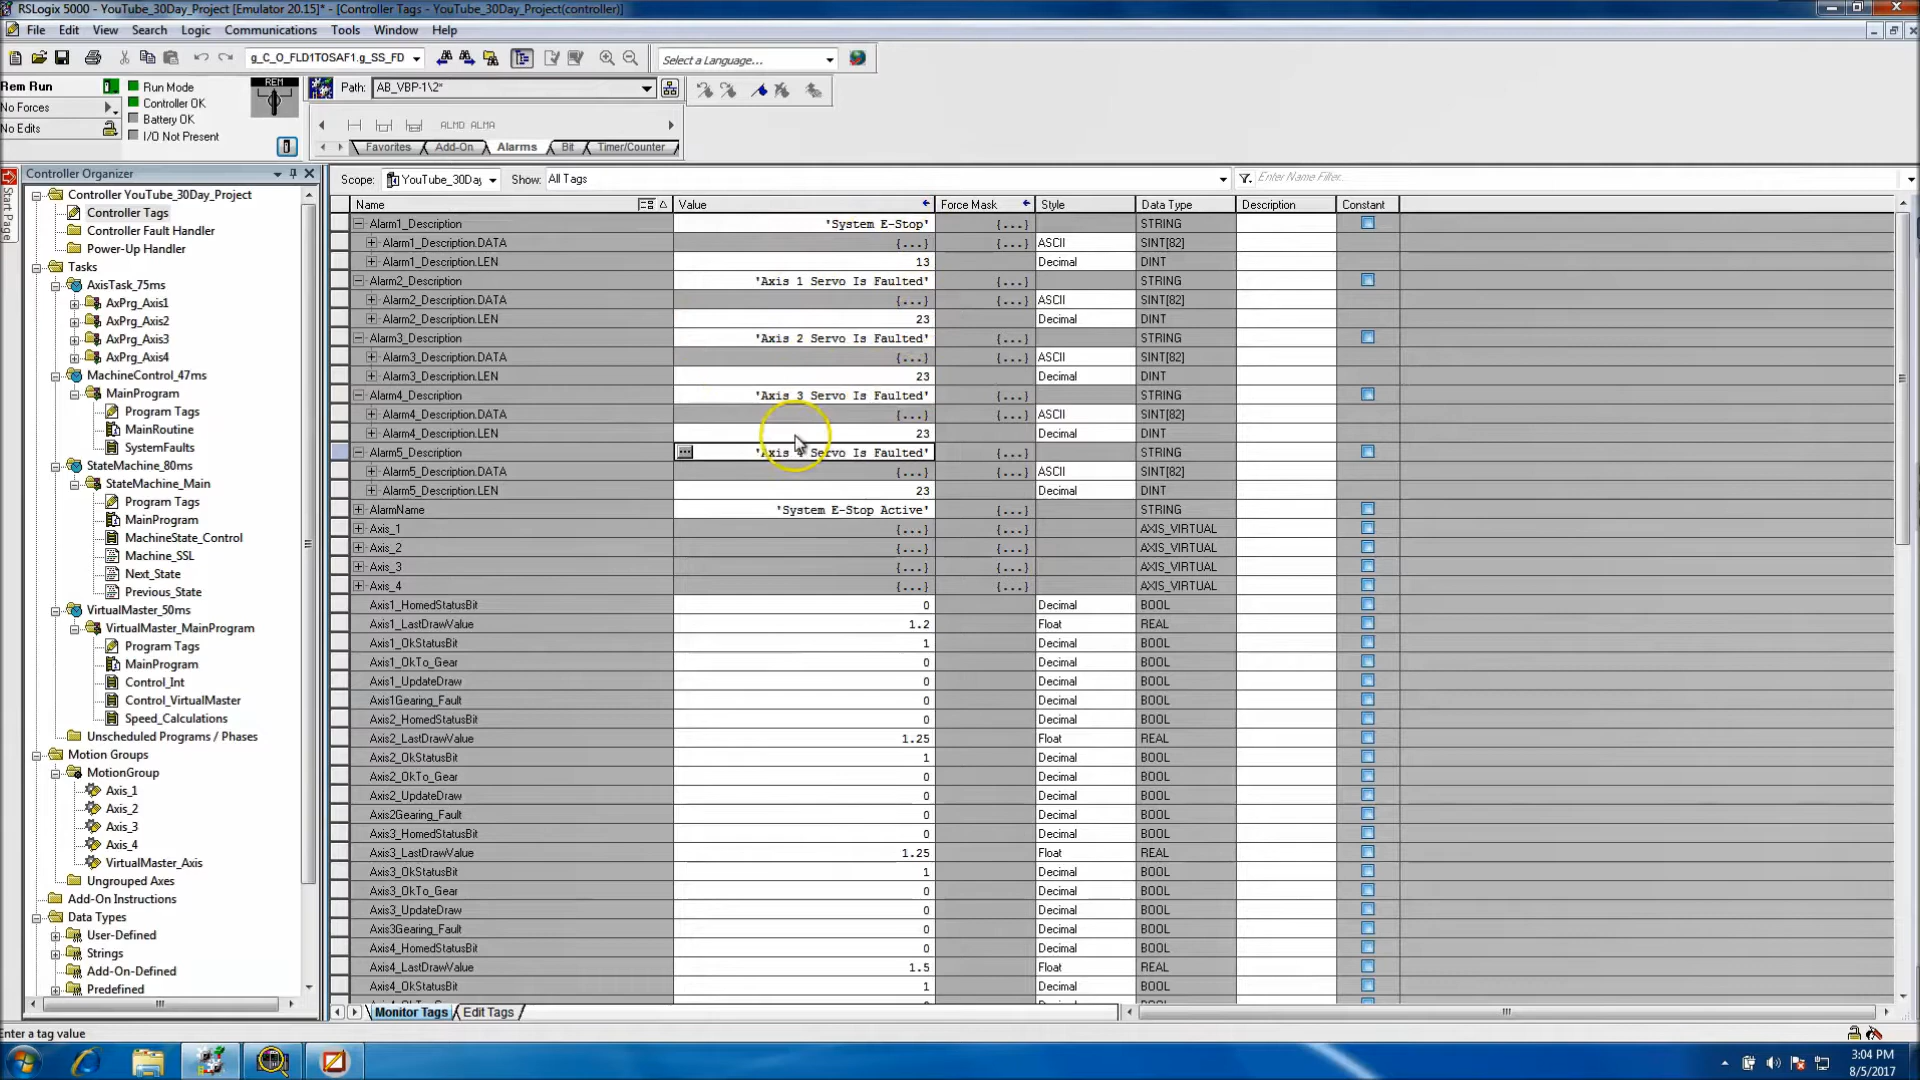 RSLogix 5000 - YouTube_30Day_Project [Emulator 20.15]* - [Controller Tags - YouTube_30Day_Project(controller)]
File Edit View Search Logic Communications Tools Window Help
g_C_O_FLD1TOSAF1.g_SS_FD
Select a Language...
Rem Run
No Forces
No Edits
Run Mode
Controller OK
Battery OK
I/O Not Present
REM
Path: AB_VBP-1\2*
ALMD ALMA
Favorites Add-On Alarms Bit Timer/Counter
Start Page
Controller Organizer
Controller YouTube_30Day_Project
Controller Tags
Controller Fault Handler
Power-Up Handler
Tasks
AxisTask_75ms
AxPrg_Axis1
AxPrg_Axis2
AxPrg_Axis3
AxPrg_Axis4
MachineControl_47ms
MainProgram
Program Tags
MainRoutine
SystemFaults
StateMachine_80ms
StateMachine_Main
Program Tags
MainProgram
MachineState_Control
Machine_SSL
Next_State
Previous_State
VirtualMaster_50ms
VirtualMaster_MainProgram
Program Tags
MainProgram
Control_Int
Control_VirtualMaster
Speed_Calculations
Unscheduled Programs / Phases
Motion Groups
MotionGroup
Axis_1
Axis_2
Axis_3
Axis_4
VirtualMaster_Axis
Ungrouped Axes
Add-On Instructions
Data Types
User-Defined
Strings
Add-On-Defined
Predefined
Scope: YouTube_30Day Show: All Tags Enter Name Filter...
Name Value Force Mask Style Data Type Description Constant
Alarm1_Description 'System E-Stop' {...} STRING
Alarm1_Description.DATA {...} {...} ASCII SINT[82]
Alarm1_Description.LEN 13 Decimal DINT
Alarm2_Description 'Axis 1 Servo Is Faulted' {...} STRING
Alarm2_Description.DATA {...} {...} ASCII SINT[82]
Alarm2_Description.LEN 23 Decimal DINT
Alarm3_Description 'Axis 2 Servo Is Faulted' {...} STRING
Alarm3_Description.DATA {...} {...} ASCII SINT[82]
Alarm3_Description.LEN 23 Decimal DINT
Alarm4_Description 'Axis 3 Servo Is Faulted' {...} STRING
Alarm4_Description.DATA {...} {...} ASCII SINT[82]
Alarm4_Description.LEN 23 Decimal DINT
Alarm5_Description 'Axis Servo Is Faulted' {...} STRING
Alarm5_Description.DATA {...} {...} ASCII SINT[82]
Alarm5_Description.LEN 23 Decimal DINT
AlarmName 'System E-Stop Active' {...} STRING
Axis_1 {...} {...} AXIS_VIRTUAL
Axis_2 {...} {...} AXIS_VIRTUAL
Axis_3 {...} {...} AXIS_VIRTUAL
Axis_4 {...} {...} AXIS_VIRTUAL
Axis1_HomedStatusBit 0 Decimal BOOL
Axis1_LastDrawValue 1.2 Float REAL
Axis1_OkStatusBit 1 Decimal BOOL
Axis1_OkTo_Gear 0 Decimal BOOL
Axis1_UpdateDraw 0 Decimal BOOL
Axis1Gearing_Fault 0 Decimal BOOL
Axis2_HomedStatusBit 0 Decimal BOOL
Axis2_LastDrawValue 1.25 Float REAL
Axis2_OkStatusBit 1 Decimal BOOL
Axis2_OkTo_Gear 0 Decimal BOOL
Axis2_UpdateDraw 0 Decimal BOOL
Axis2Gearing_Fault 0 Decimal BOOL
Axis3_HomedStatusBit 0 Decimal BOOL
Axis3_LastDrawValue 1.25 Float REAL
Axis3_OkStatusBit 1 Decimal BOOL
Axis3_OkTo_Gear 0 Decimal BOOL
Axis3_UpdateDraw 0 Decimal BOOL
Axis3Gearing_Fault 0 Decimal BOOL
Axis4_HomedStatusBit 0 Decimal BOOL
Axis4_LastDrawValue 1.5 Float REAL
Axis4_OkStatusBit 1 Decimal BOOL
Monitor Tags Edit Tags
Enter a tag value
3:04 PM
8/5/2017